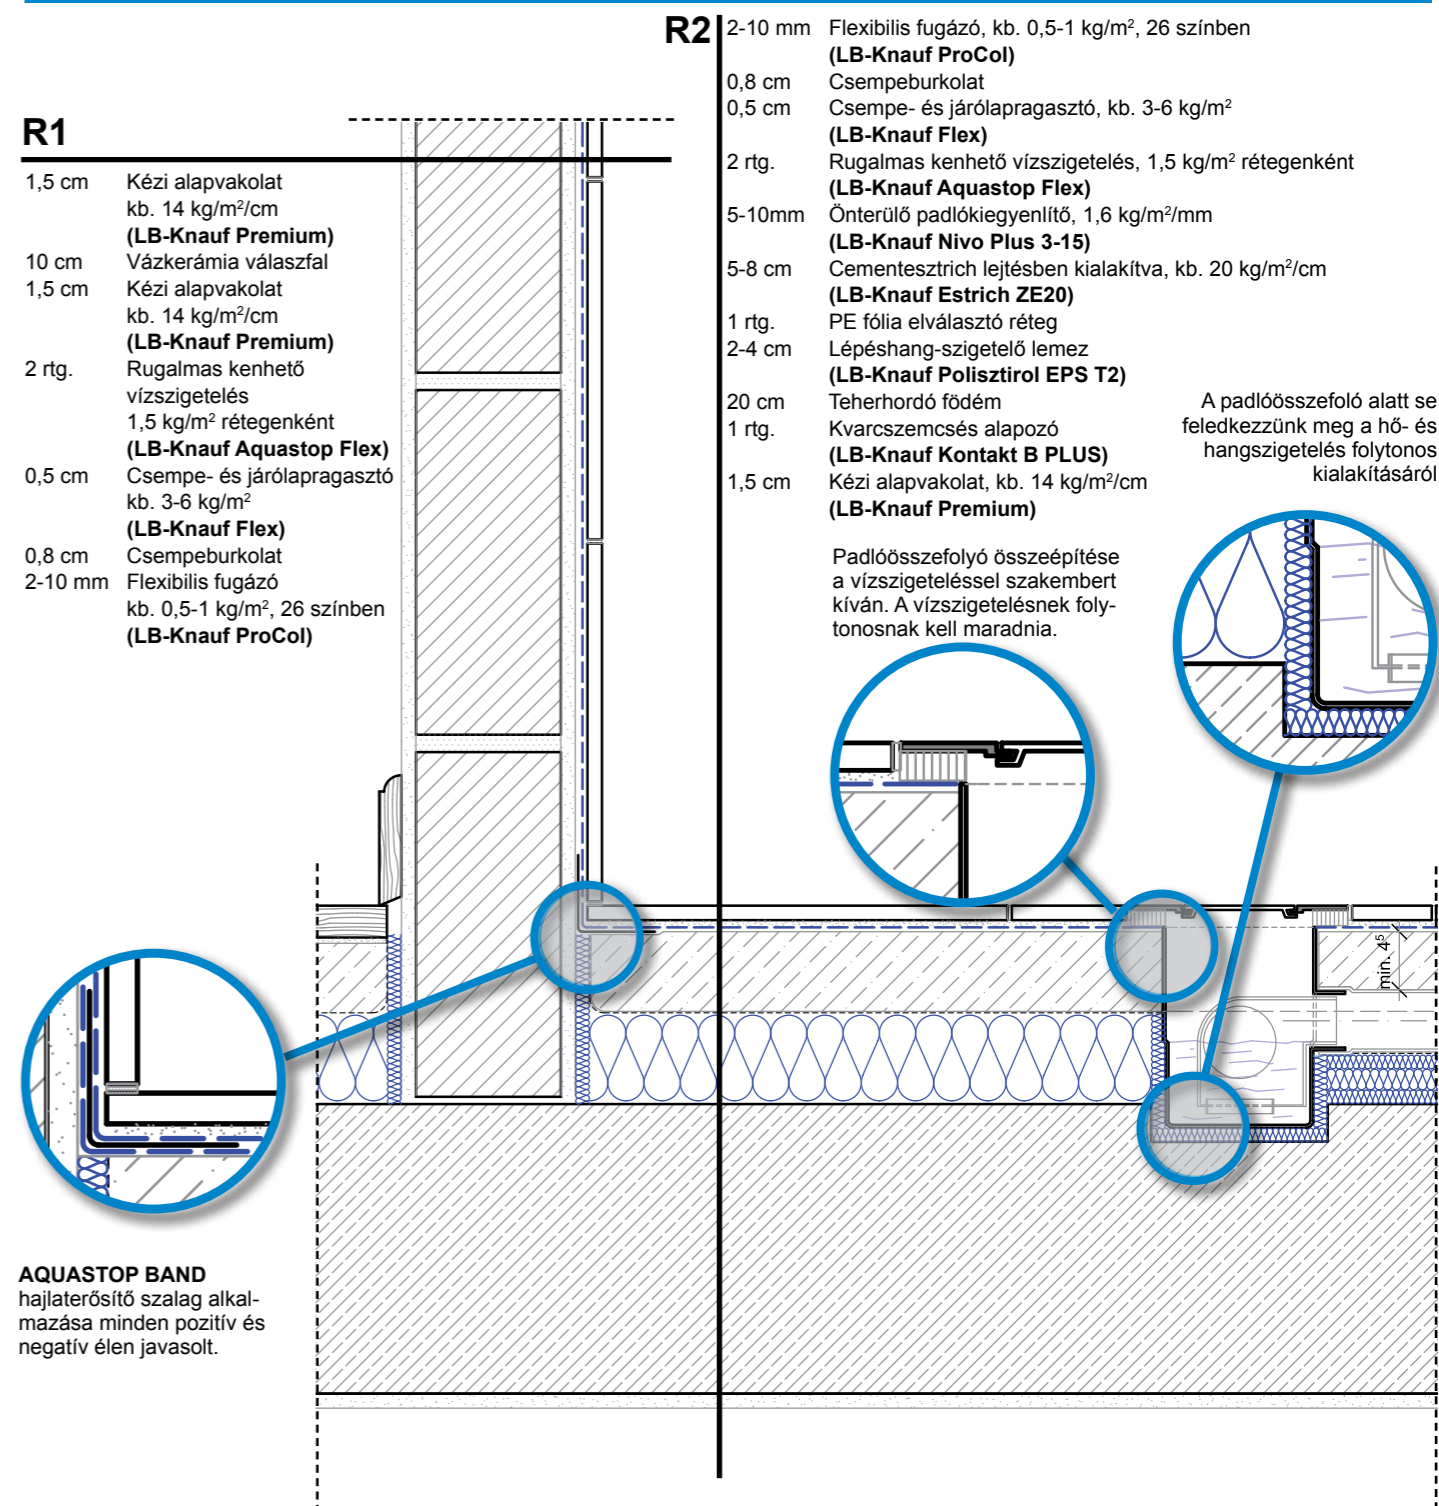 R1
1,5 cm Kézi alapvakolat
kb. 14 kg/m²/cm
(LB-Knauf Premium)
10 cm Vázkerámia válaszfal
1,5 cm Kézi alapvakolat
kb. 14 kg/m²/cm
(LB-Knauf Premium)
2 rtg. Rugalmas kenhető
vízszigetelés
1,5 kg/m² rétegenként
(LB-Knauf Aquastop Flex)
0,5 cm Csempe- és járólapragasztó
kb. 3-6 kg/m²
(LB-Knauf Flex)
0,8 cm Csempeburkolat
2-10 mm Flexibilis fugázó
kb. 0,5-1 kg/m², 26 színben
(LB-Knauf ProCol)
R2
2-10 mm Flexibilis fugázó, kb. 0,5-1 kg/m², 26 színben
(LB-Knauf ProCol)
0,8 cm Csempeburkolat
0,5 cm Csempe- és járólapragasztó, kb. 3-6 kg/m²
(LB-Knauf Flex)
2 rtg. Rugalmas kenhető vízszigetelés, 1,5 kg/m² rétegenként
(LB-Knauf Aquastop Flex)
5-10mm Önterülő padlókiegyenlítő, 1,6 kg/m²/mm
(LB-Knauf Nivo Plus 3-15)
5-8 cm Cementesztrich lejtésben kialakítva, kb. 20 kg/m²/cm
(LB-Knauf Estrich ZE20)
1 rtg. PE fólia elválasztó réteg
2-4 cm Lépéshang-szigetelő lemez
(LB-Knauf Polisztirol EPS T2)
20 cm Teherhordó födém
1 rtg. Kvarcszemcsés alapozó
(LB-Knauf Kontakt B PLUS)
1,5 cm Kézi alapvakolat, kb. 14 kg/m²/cm
(LB-Knauf Premium)
A padlóösszefoló alatt se
feledkezzünk meg a hő- és
hangszigetelés folytonos
kialakításáról
Padlóösszefolyó összeépítése
a vízszigeteléssel szakembert
kíván. A vízszigetelésnek foly-
tonosnak kell maradnia.
min. 4⁵
AQUASTOP BAND
hajlaterősítő szalag alkal-
mazása minden pozitív és
negatív élen javasolt.